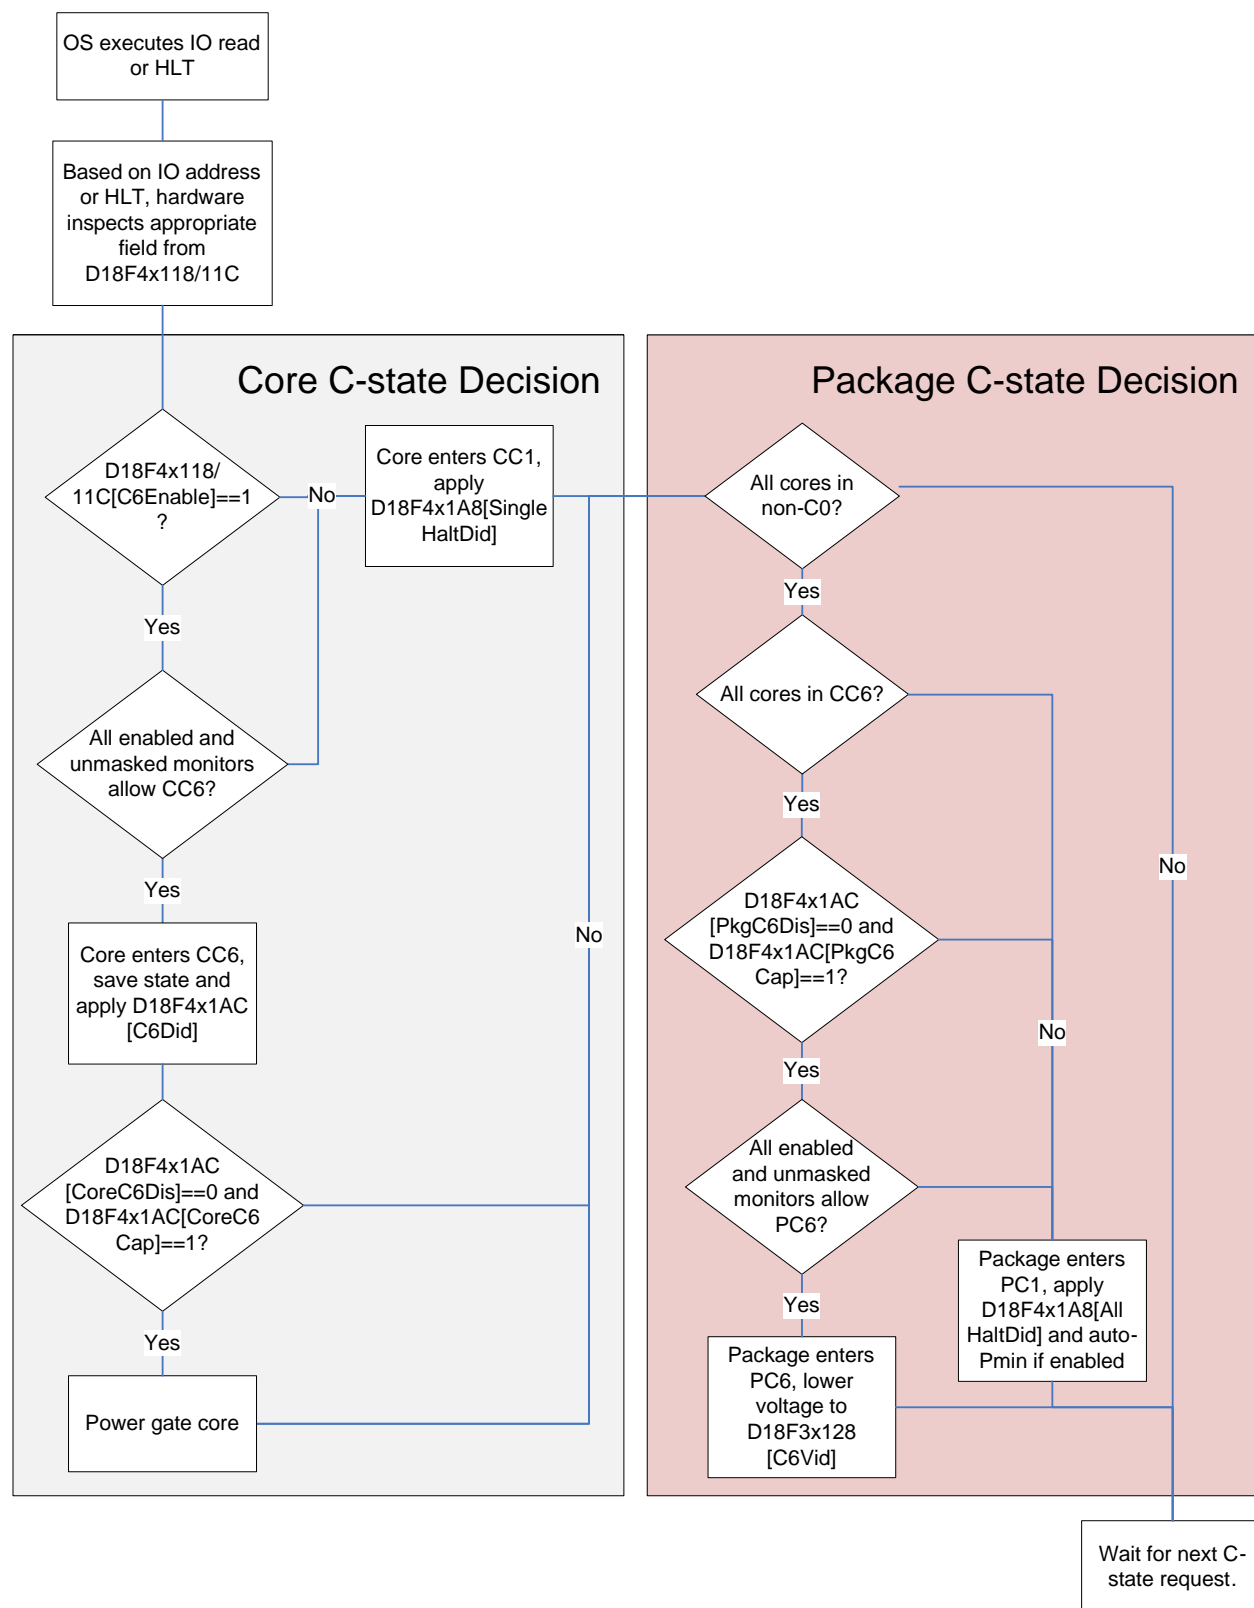 OS executes IO read
or HLT
Based on IO address
or HLT, hardware
inspects appropriate
field from
D18F4x118/11C
Core C-state Decision
D18F4x118/
11C[C6Enable]==1
?
No
Core enters CC1,
apply
D18F4x1A8[Single
HaltDid]
Yes
All enabled and
unmasked monitors
allow CC6?
Yes
Core enters CC6,
save state and
apply D18F4x1AC
[C6Did]
No
D18F4x1AC
[CoreC6Dis]==0 and
D18F4x1AC[CoreC6
Cap]==1?
Yes
Power gate core
Package C-state Decision
All cores in
non-C0?
Yes
All cores in CC6?
Yes
No
D18F4x1AC
[PkgC6Dis]==0 and
D18F4x1AC[PkgC6
Cap]==1?
No
Yes
All enabled
and unmasked
monitors allow
PC6?
Yes
Package enters
PC1, apply
D18F4x1A8[All
HaltDid] and auto-
Pmin if enabled
Package enters
PC6, lower
voltage to
D18F3x128
[C6Vid]
Wait for next C-
state request.